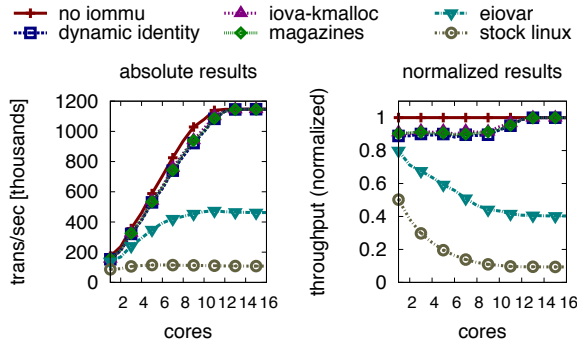 no iommu iova-kmalloc eiovar
dynamic identity magazines stock linux
absolute results normalized results
trans/sec [thousands]
1200
1000
800
600
400
200
0
2 4 6 8 10 12 14 16
cores
throughput (normalized)
1
0.8
0.6
0.4
0.2
0
2 4 6 8 10 12 14 16
cores